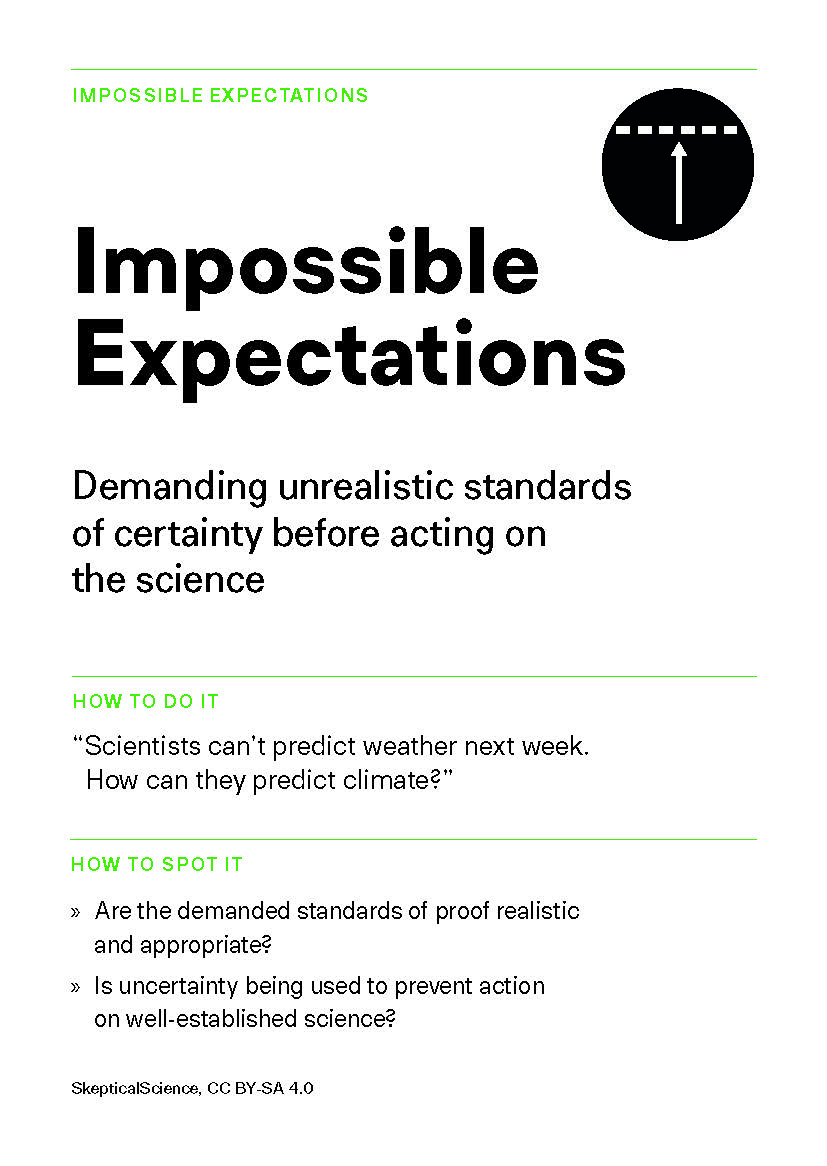 IMPOSSIBLE EXPECTATIONS
Impossible
Expectations
Demanding unrealistic standards
of certainty before acting on
the science
HOW TO DO IT
“Scientists can’t predict weather next week.
How can they predict climate?”
HOW TO SPOT IT
» Are the demanded standards of proof realistic
and appropriate?
» Is uncertainty being used to prevent action
on well-established science?
SkepticalScience, CC BY-SA 4.0